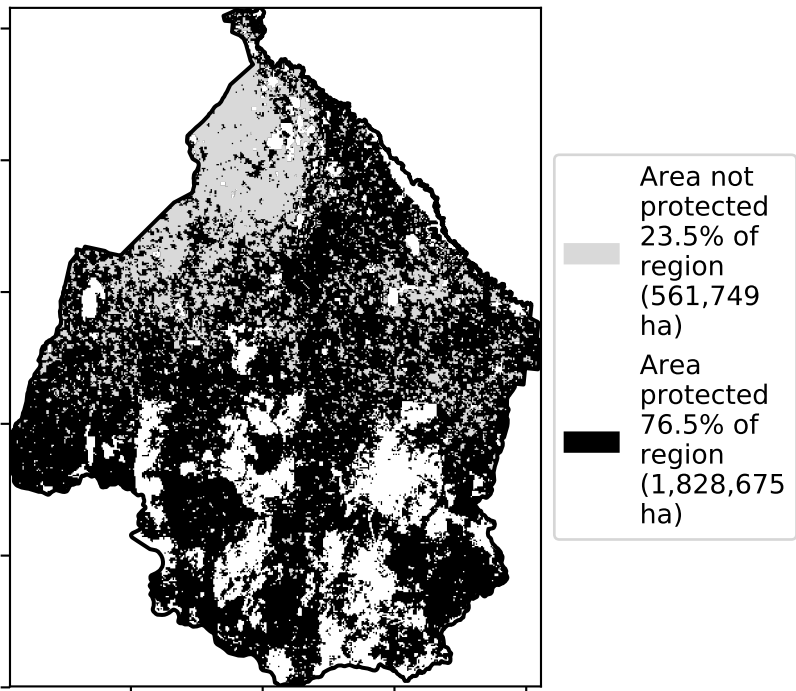 Area not
protected
23.5% of
region
(561,749
ha)
Area
protected
76.5% of
region
(1,828,675
ha)